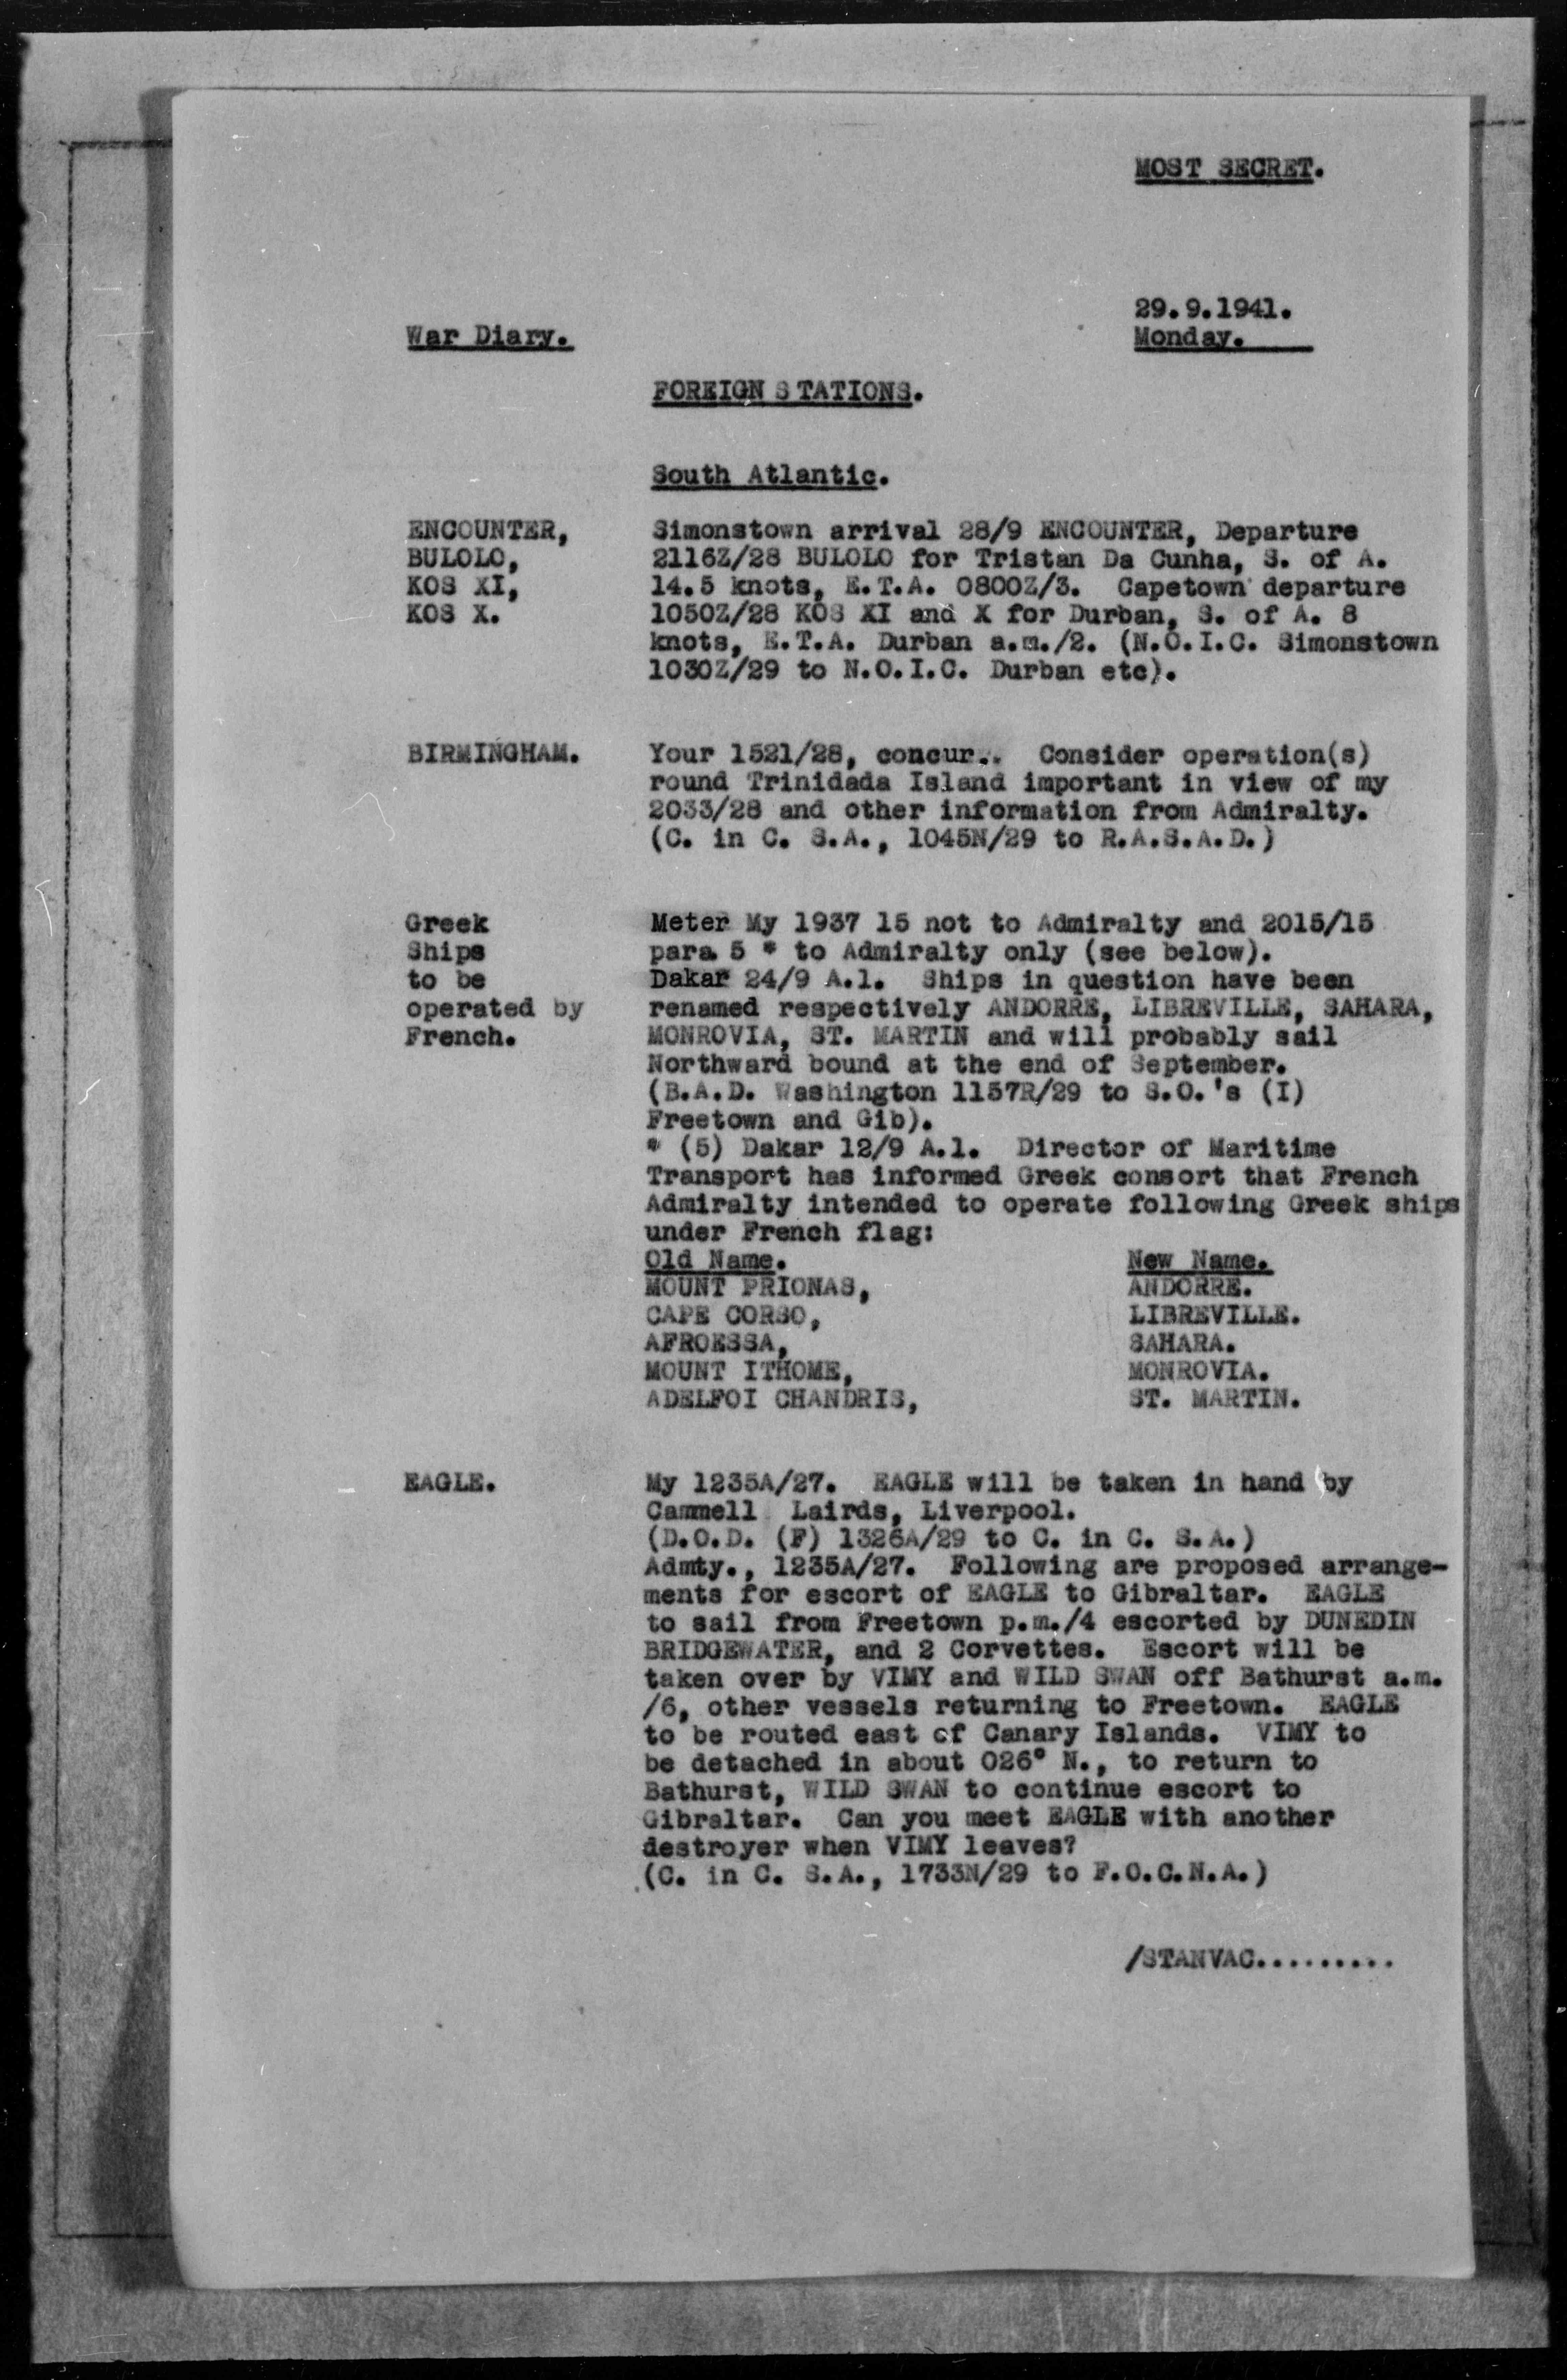 MOST SECRET.
29.9.1941.
War Diary.
Monday.
FOREIGN STATIONS.
South Atlantic.
ENCOUNTER,
BULOLO,
KOS XI,
KOS X.
Simonstown arrival 28/9 ENCOUNTER, Departure
2116Z/28 BULOLO for Tristan Da Cunha, S. of A.
14.5 knots, E.T.A. 0800Z/3. Capetown departure
1050Z/28 KOS XI and X for Durban, S. of A. 8
knots, E.T.A. Durban a.m./2. (N.O.I.C. Simonstown
1030Z/29 to N.O.I.C. Durban etc).
BIRMINGHAM.
Your 1521/28, concur... Consider operation(s)
round Trinidada Island important in view of my
2033/28 and other information from Admiralty.
(C. in C. S.A., 1045N/29 to R.A.S.A.D.)
Greek
Ships
to be
operated by
French.
Meter My 1937 15 not to Admiralty and 2015/15
para 5 * to Admiralty only (see below).
Dakar 24/9 A.1. Ships in question have been
renamed respectively ANDORRE, LIBREVILLE, SAHARA,
MONROVIA, ST. MARTIN and will probably sail
Northward bound at the end of September.
(B.A.D. Washington 1157R/29 to S.O.'s (I)
Freetown and Gib).
* (5) Dakar 12/9 A.1. Director of Maritime
Transport has informed Greek consort that French
Admiralty intended to operate following Greek ships
under French flag:
Old Name. New Name.
MOUNT PRIONAS, ANDORRE.
CAPE CORSO, LIBREVILLE.
AFROESSA, SAHARA.
MOUNT ITHOME, MONROVIA.
ADELFOI CHANDRIS, ST. MARTIN.
EAGLE.
My 1235A/27. EAGLE will be taken in hand by
Cammell Lairds, Liverpool.
(D.O.D. (F) 1326A/29 to C. in C. S.A.)
Admty., 1235A/27. Following are proposed arrange-
ments for escort of EAGLE to Gibraltar. EAGLE
to sail from Freetown p.m./4 escorted by DUNEDIN
BRIDGEWATER, and 2 Corvettes. Escort will be
taken over by VIMY and WILD SWAN off Bathurst a.m.
/6, other vessels returning to Freetown. EAGLE
to be routed east of Canary Islands. VIMY to
be detached in about 026° N., to return to
Bathurst, WILD SWAN to continue escort to
Gibraltar. Can you meet EAGLE with another
destroyer when VIMY leaves?
(C. in C. S.A., 1733N/29 to F.O.C.N.A.)
/STANVAC..........